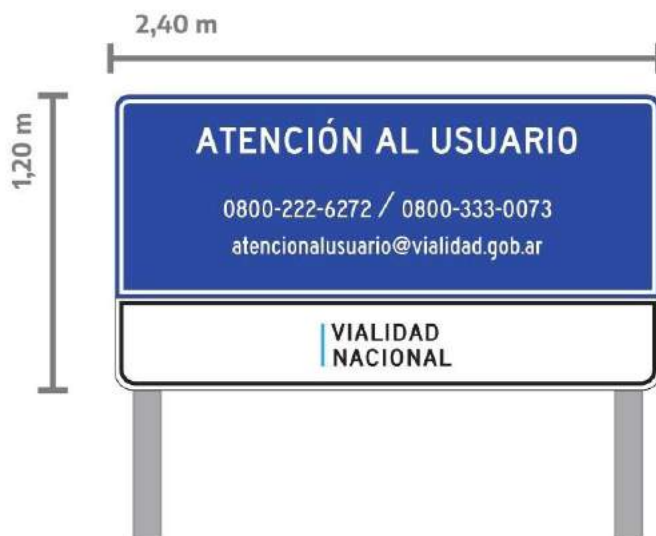 2,40 m
1,20 m
ATENCIÓN AL USUARIO
0800-222-6272 / 0800-333-0073
atencionalusuario@vialidad.gob.ar
VIALIDAD
NACIONAL